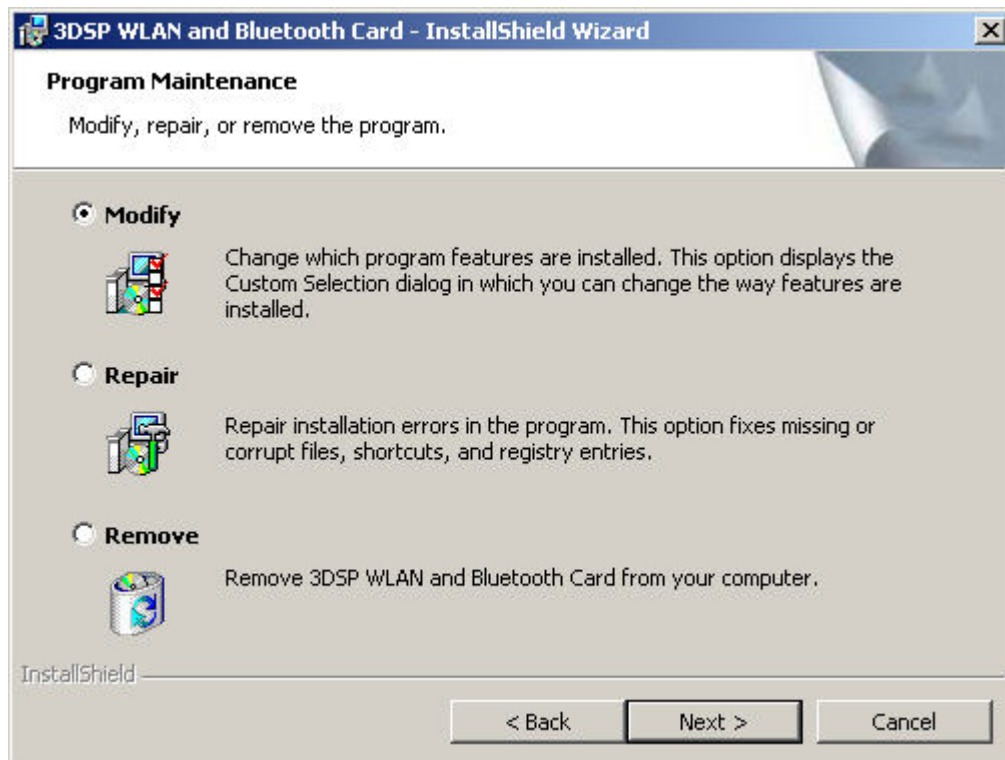 3DSP WLAN and Bluetooth Card - InstallShield Wizard
Program Maintenance
Modify, repair, or remove the program.
Modify
Change which program features are installed. This option displays the
Custom Selection dialog in which you can change the way features are
installed.
Repair
Repair installation errors in the program. This option fixes missing or
corrupt files, shortcuts, and registry entries.
Remove
Remove 3DSP WLAN and Bluetooth Card from your computer.
InstallShield
< Back
Next >
Cancel